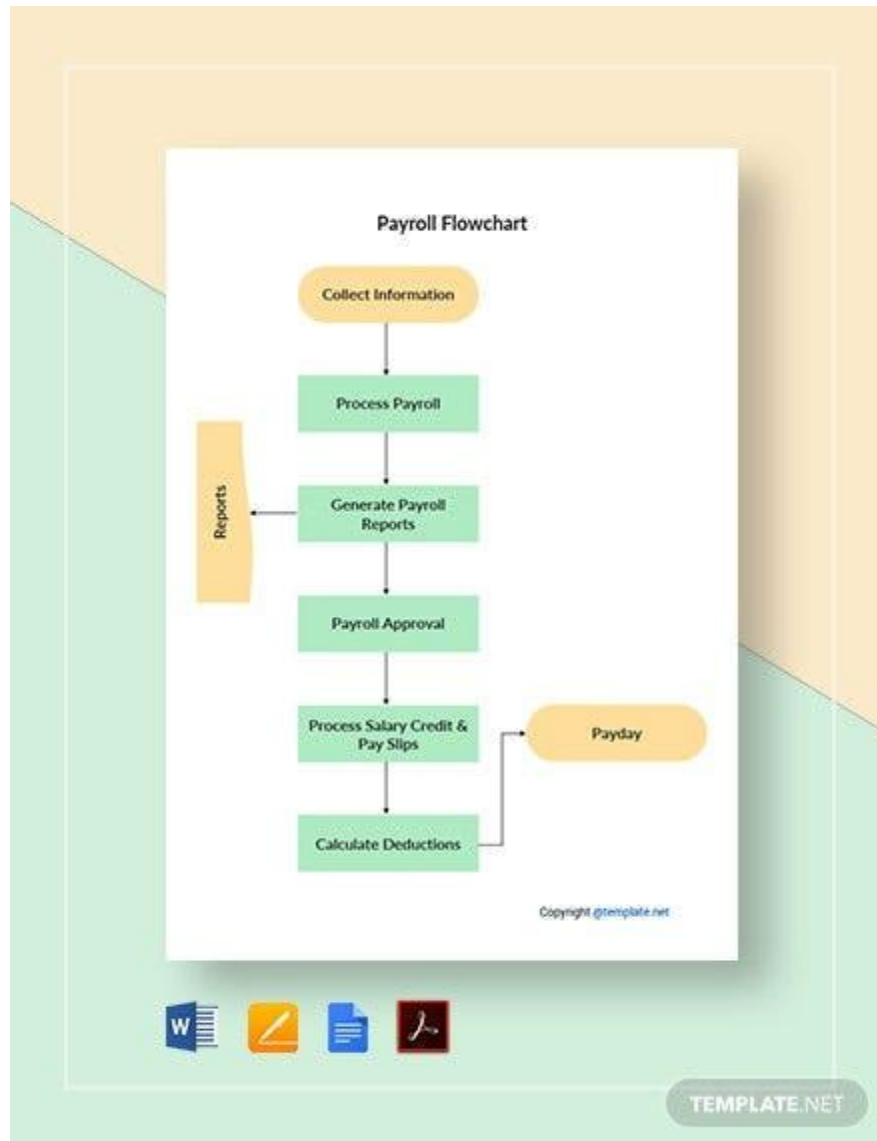 Payroll Flowchart
Collect Information
Process Payroll
Reports
Generate Payroll
Reports
Payroll Approval
Process Salary Credit &
Pay Slips
Payday
Calculate Deductions
Copyright @template.net
W
TEMPLATE.NET